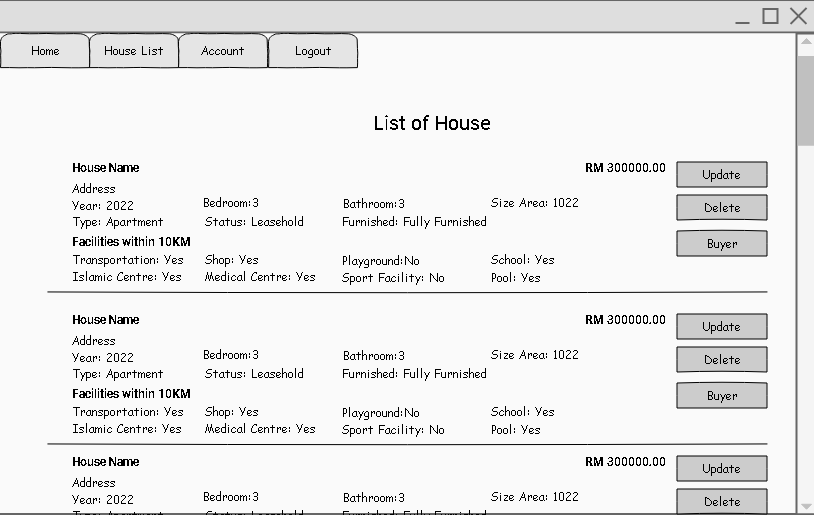 Home House List Account Logout
List of House
House Name RM 300000.00 Update
Address
Year: 2022 Bedroom:3 Bathroom:3 Size Area: 1022 Delete
Type: Apartment Status: Leasehold Furnished: Fully Furnished
Facilities within 10KM Buyer
Transportation: Yes Shop: Yes Playground:No School: Yes
Islamic Centre: Yes Medical Centre: Yes Sport Facility: No Pool: Yes
House Name RM 300000.00 Update
Address
Year: 2022 Bedroom:3 Bathroom:3 Size Area: 1022 Delete
Type: Apartment Status: Leasehold Furnished: Fully Furnished
Facilities within 10KM Buyer
Transportation: Yes Shop: Yes Playground:No School: Yes
Islamic Centre: Yes Medical Centre: Yes Sport Facility: No Pool: Yes
House Name RM 300000.00 Update
Address
Year: 2022 Bedroom:3 Bathroom:3 Size Area: 1022 Delete